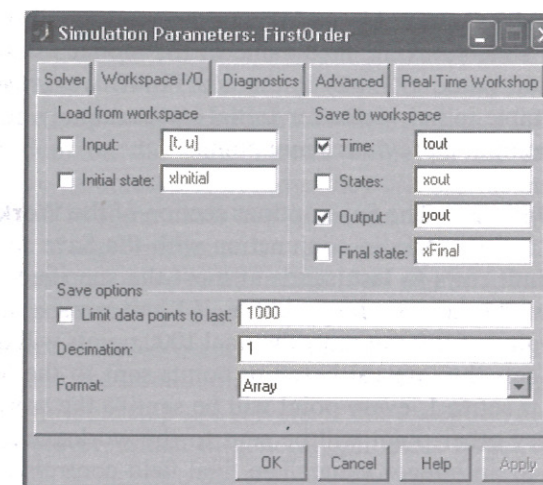 Simulation Parameters: FirstOrder
Solver Workspace I/O Diagnostics Advanced Real-Time Workshop
Load from workspace
Input: [t, u]
Initial state: xInitial
Save to workspace
Time: tout
States: xout
Output: yout
Final state: xFinal
Save options
Limit data points to last: 1000
Decimation: 1
Format: Array
OK Cancel Help Apply